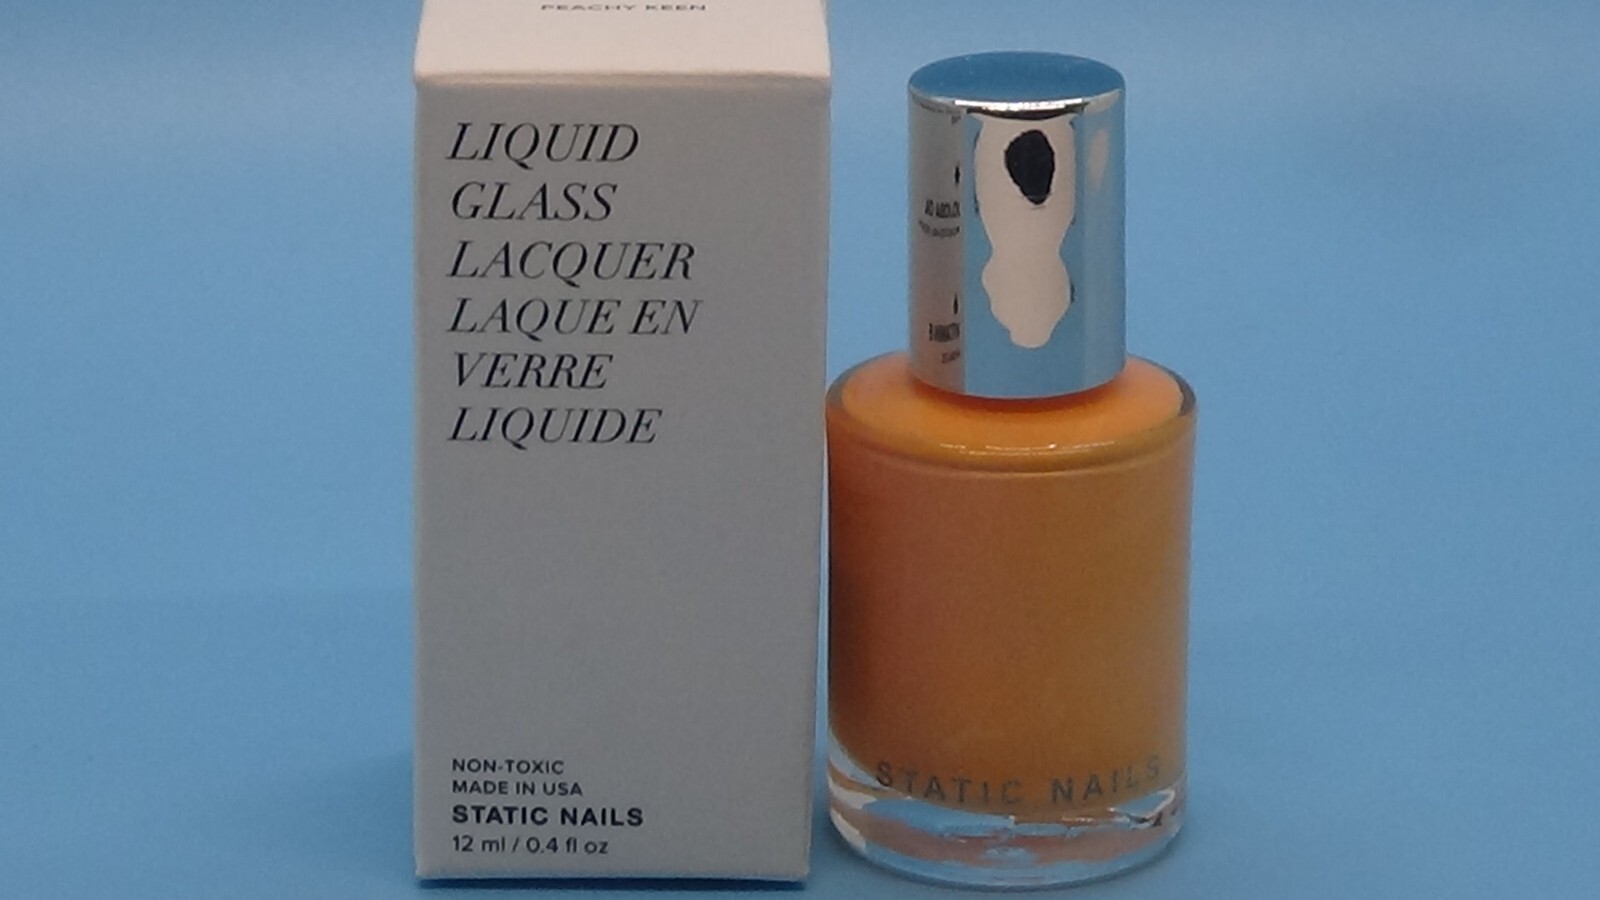 PEACHY KEEN
LIQUID
GLASS
LACQUER
LAQUE EN
VERRE
LIQUIDE
NON-TOXIC
MADE IN USA
STATIC NAILS
12 ml / 0.4 fl oz
STATIC NAILS